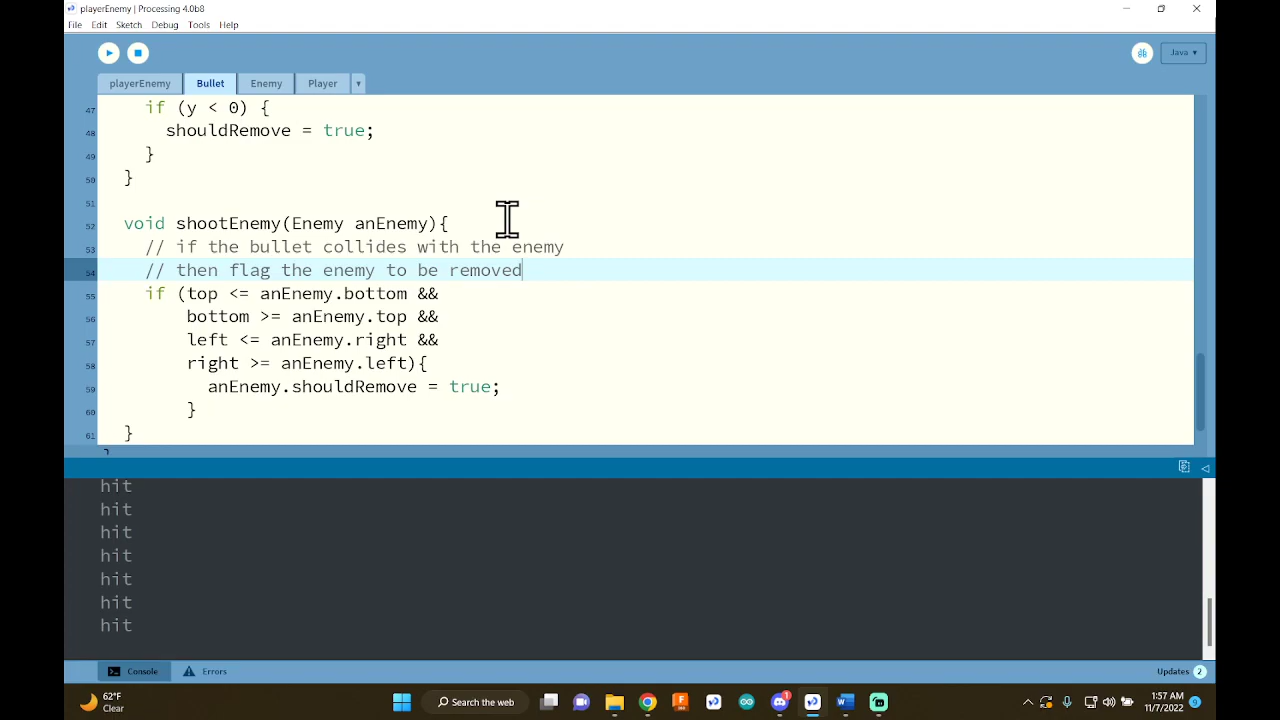 playerEnemy | Processing 4.0b8
File Edit Sketch Debug Tools Help
Java ▾
playerEnemy Bullet Enemy Player ▾
47 if (y < 0) {
48 shouldRemove = true;
49 }
50 }
51
52 void shootEnemy(Enemy anEnemy){
53 // if the bullet collides with the enemy
54 // then flag the enemy to be removed
55 if (top <= anEnemy.bottom &&
56 bottom >= anEnemy.top &&
57 left <= anEnemy.right &&
58 right >= anEnemy.left){
59 anEnemy.shouldRemove = true;
60 }
61 }
hit
hit
hit
hit
hit
hit
hit
Console Errors Updates 2
62°F
Clear
Search the web
1
1:57 AM
11/7/2022
9